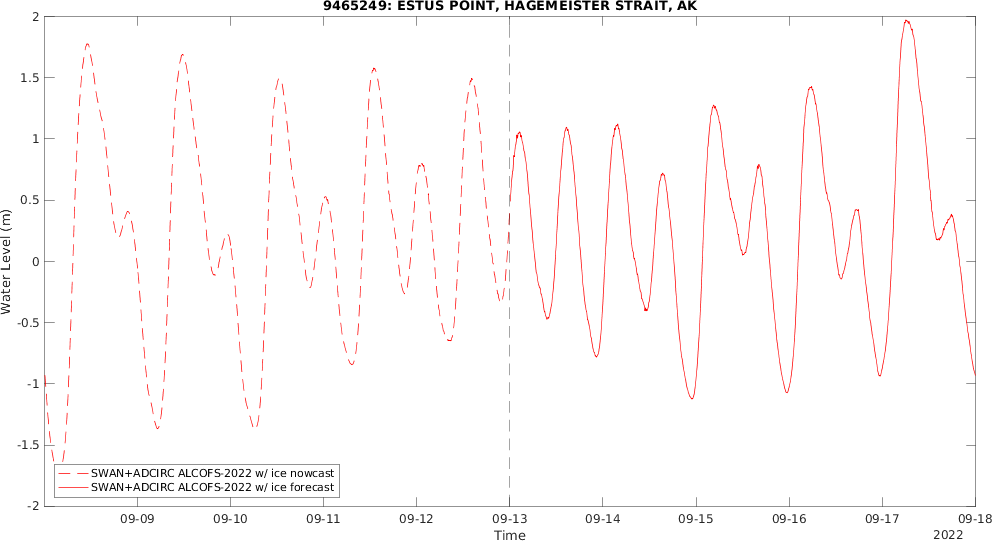 9465249: ESTUS POINT, HAGEMEISTER STRAIT, AK
Water Level (m)
2
1.5
1
0.5
0
-0.5
-1
-1.5
-2
SWAN+ADCIRC ALCOFS-2022 w/ ice nowcast
SWAN+ADCIRC ALCOFS-2022 w/ ice forecast
09-09 09-10 09-11 09-12 09-13 09-14 09-15 09-16 09-17 09-18
Time
2022